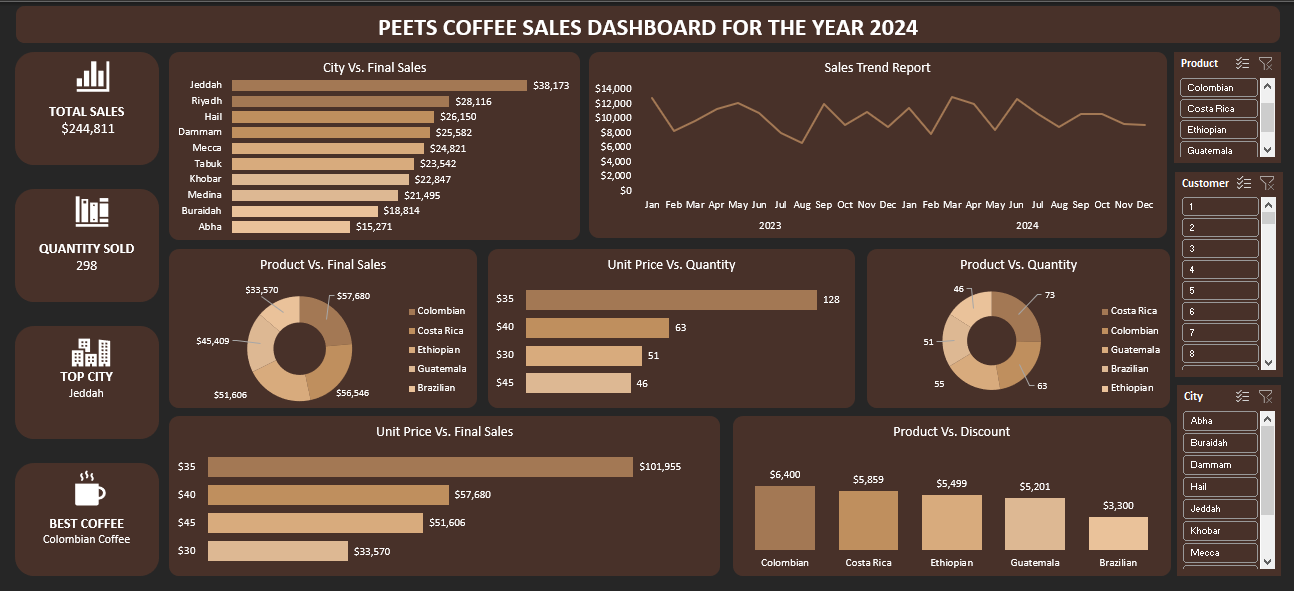 PEETS COFFEE SALES DASHBOARD FOR THE YEAR 2024
TOTAL SALES
$244,811
QUANTITY SOLD
298
TOP CITY
Jeddah
BEST COFFEE
Colombian Coffee
City Vs. Final Sales
Jeddah $38,173
Riyadh $28,116
Hail $26,150
Dammam $25,582
Mecca $24,821
Tabuk $23,542
Khobar $22,847
Medina $21,495
Buraidah $18,814
Abha $15,271
Sales Trend Report
$14,000
$12,000
$10,000
$8,000
$6,000
$4,000
$2,000
$0
Jan Feb Mar Apr May Jun Jul Aug Sep Oct Nov Dec Jan Feb Mar Apr May Jun Jul Aug Sep Oct Nov Dec
2023 2024
Product Vs. Final Sales
$33,570
$57,680
$45,409
$51,606
$56,546
Colombian
Costa Rica
Ethiopian
Guatemala
Brazilian
Unit Price Vs. Quantity
$35 128
$40 63
$30 51
$45 46
Product Vs. Quantity
46
73
51
55
63
Costa Rica
Colombian
Guatemala
Brazilian
Ethiopian
Unit Price Vs. Final Sales
$35 $101,955
$40 $57,680
$45 $51,606
$30 $33,570
Product Vs. Discount
$6,400
$5,859
$5,499
$5,201
$3,300
Colombian Costa Rica Ethiopian Guatemala Brazilian
Product
Colombian
Costa Rica
Ethiopian
Guatemala
Customer
1
2
3
4
5
6
7
8
City
Abha
Buraidah
Dammam
Hail
Jeddah
Khobar
Mecca